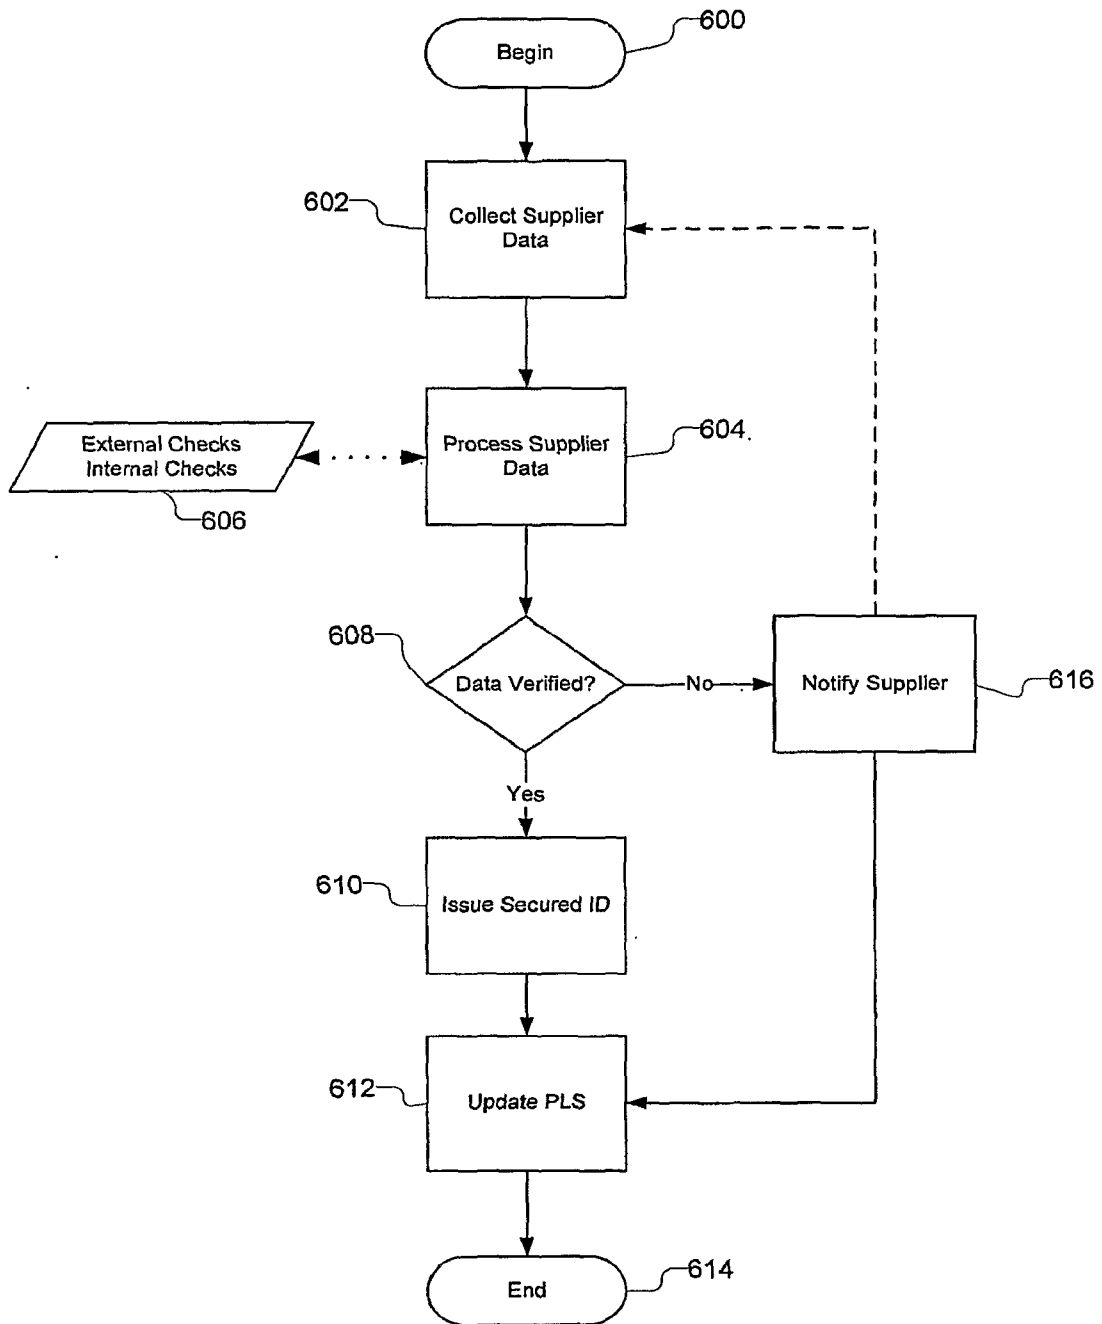 Begin
600
602
Collect Supplier
Data
External Checks
Internal Checks
606
Process Supplier
Data
604
608
Data Verified?
No
Notify Supplier
616
Yes
610
Issue Secured ID
612
Update PLS
End
614